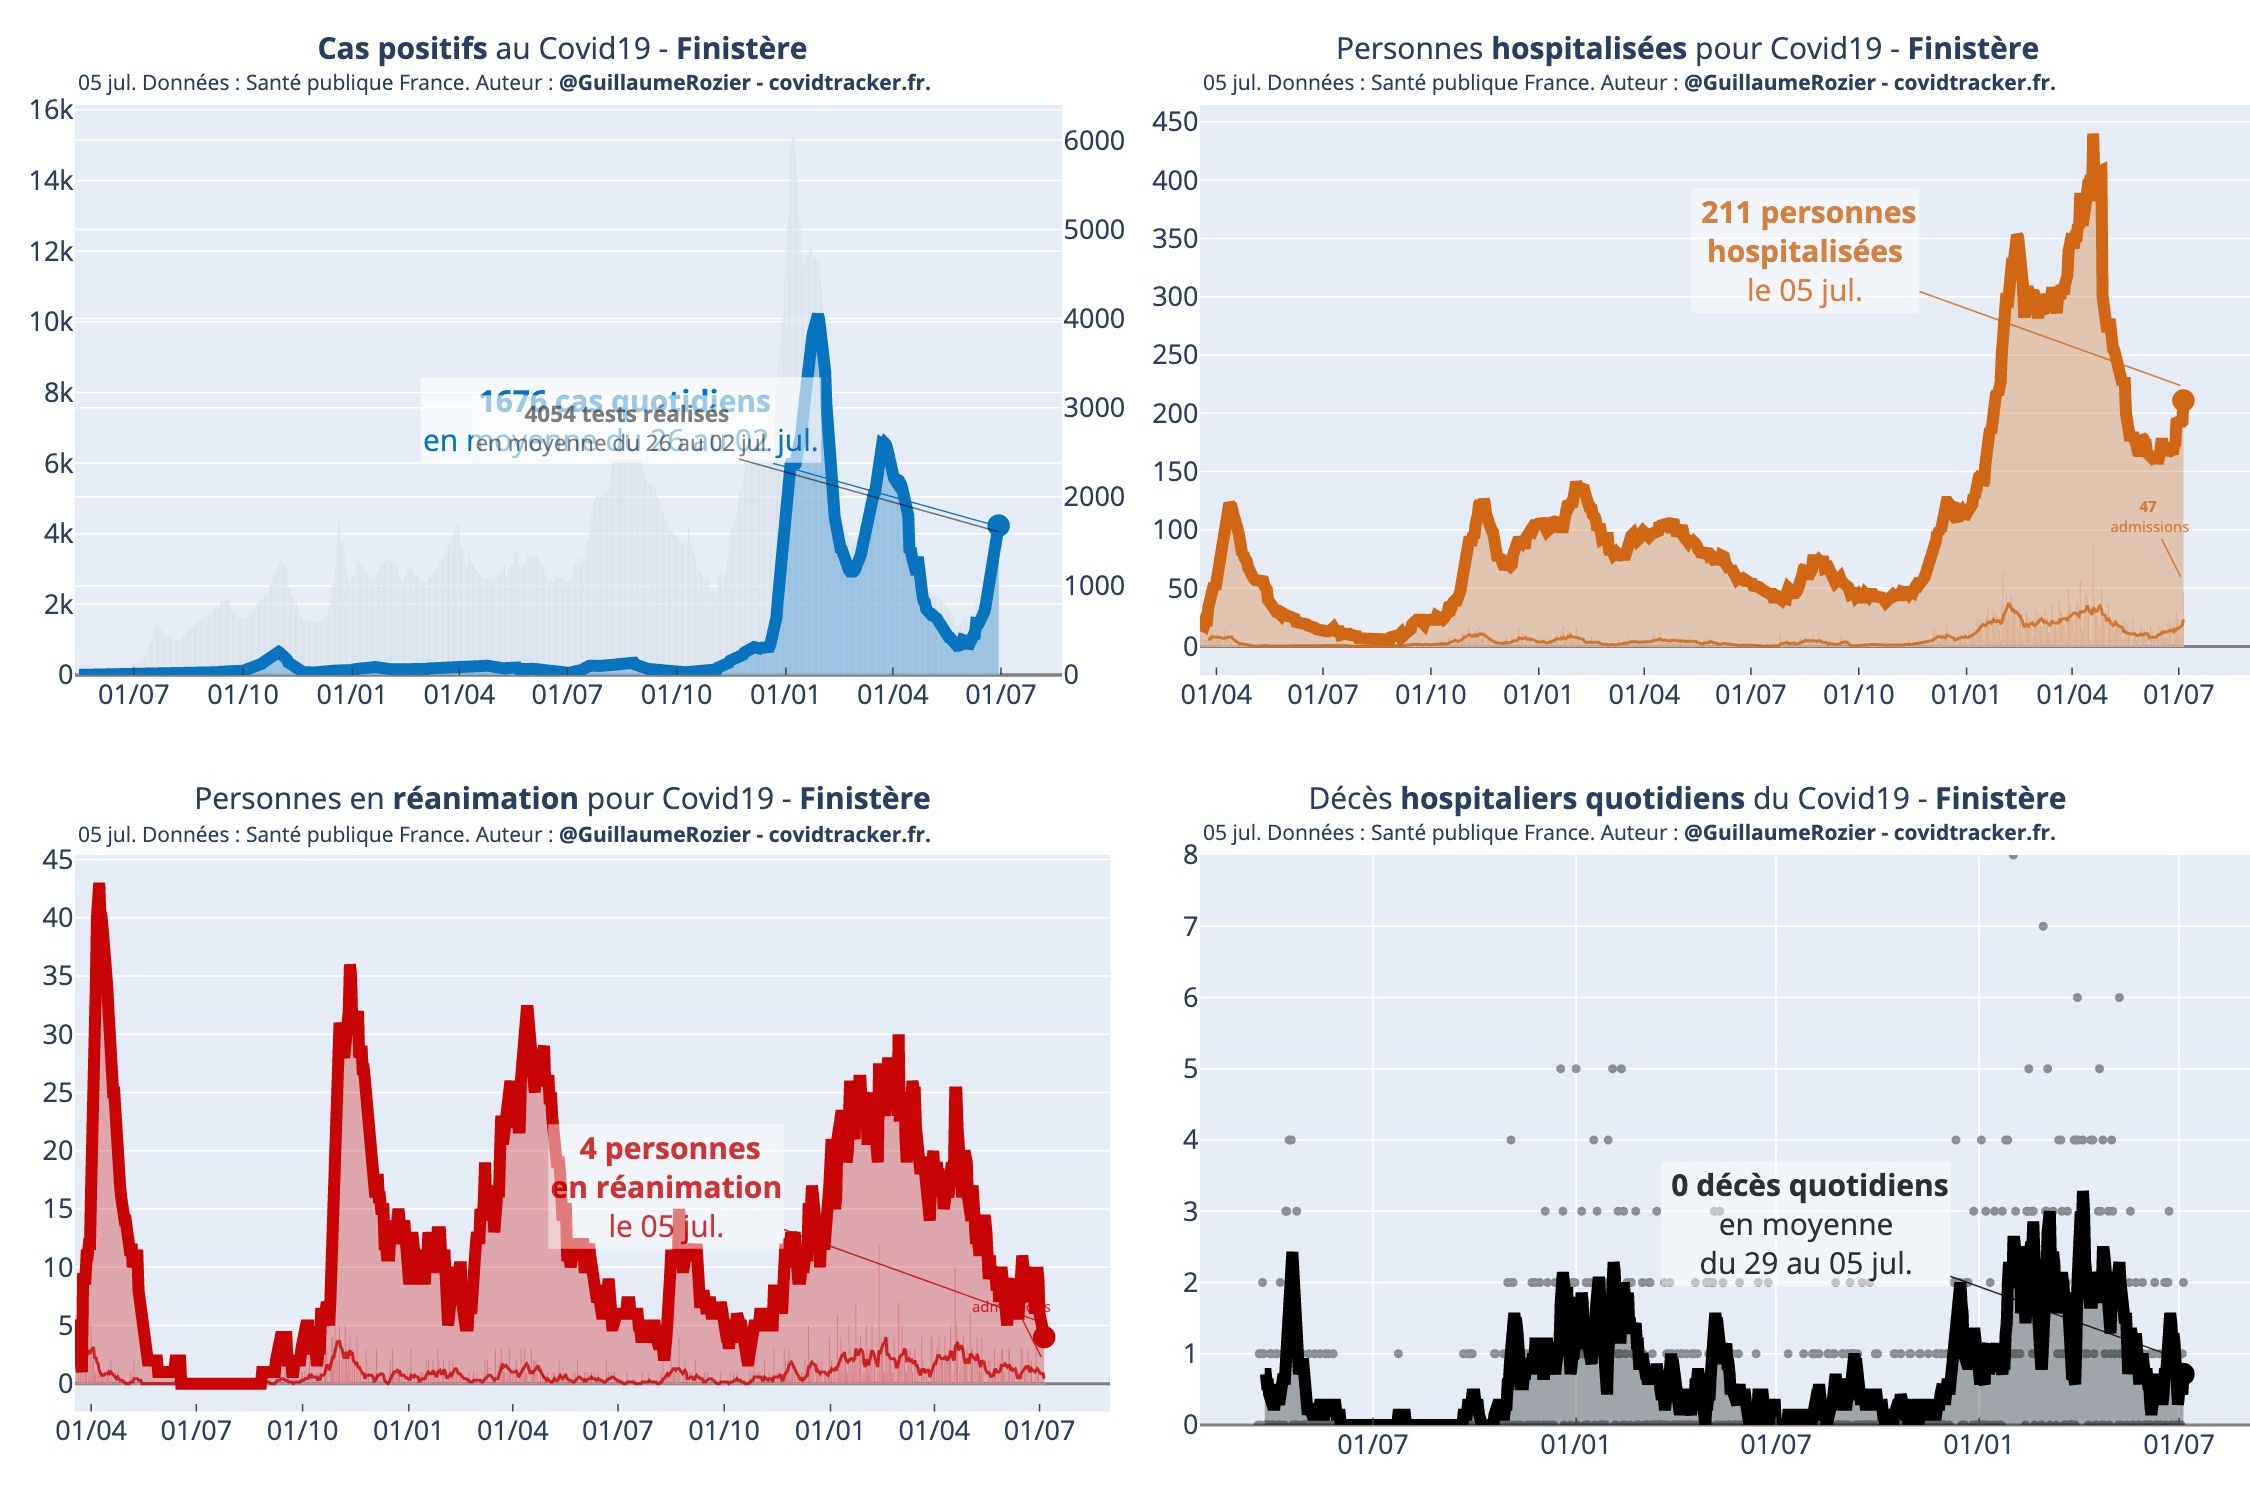 Cas positifs au Covid19 - Finistère
05 jul. Données : Santé publique France. Auteur : @GuillaumeRozier - covidtracker.fr.
16k
14k
12k
10k
8k
6k
4k
2k
0
6000
5000
4000
3000
2000
1000
0
1676 cas quotidiens
en moyenne du 26 au 02 jul.
4054 tests réalisés
en moyenne du 26 au 02 jul.
01/07 01/10 01/01 01/04 01/07 01/10 01/01 01/04 01/07
Personnes hospitalisées pour Covid19 - Finistère
05 jul. Données : Santé publique France. Auteur : @GuillaumeRozier - covidtracker.fr.
450
400
350
300
250
200
150
100
50
0
211 personnes
hospitalisées
le 05 jul.
47
admissions
01/04 01/07 01/10 01/01 01/04 01/07 01/10 01/01 01/04 01/07
Personnes en réanimation pour Covid19 - Finistère
05 jul. Données : Santé publique France. Auteur : @GuillaumeRozier - covidtracker.fr.
45
40
35
30
25
20
15
10
5
0
4 personnes
en réanimation
le 05 jul.
admissions
01/04 01/07 01/10 01/01 01/04 01/07 01/10 01/01 01/04 01/07
Décès hospitaliers quotidiens du Covid19 - Finistère
05 jul. Données : Santé publique France. Auteur : @GuillaumeRozier - covidtracker.fr.
8
7
6
5
4
3
2
1
0
0 décès quotidiens
en moyenne
du 29 au 05 jul.
01/07 01/01 01/07 01/01 01/07